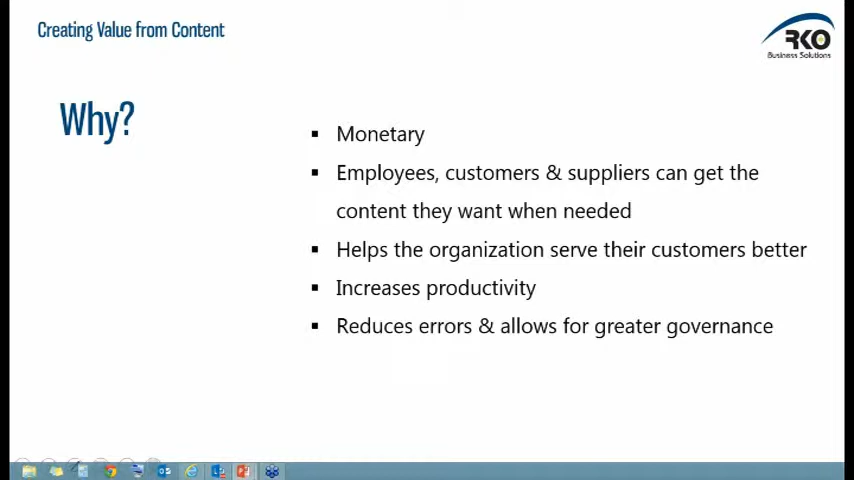 Creating Value from Content
RKO
Business Solutions
Why?
▪ Monetary
▪ Employees, customers & suppliers can get the
content they want when needed
▪ Helps the organization serve their customers better
▪ Increases productivity
▪ Reduces errors & allows for greater governance